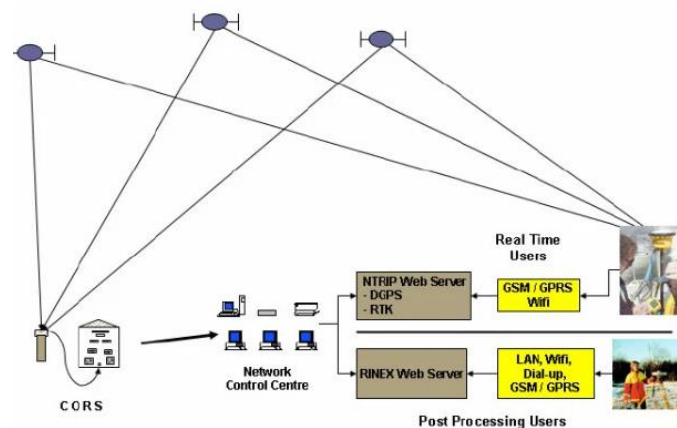 Real Time
Users
NTRIP Web Server
- DGPS
- RTK
GSM / GPRS
Wifi
Network
Control Centre
CORS
RINEX Web Server
LAN, Wifi,
Dial-up,
GSM / GPRS
Post Processing Users